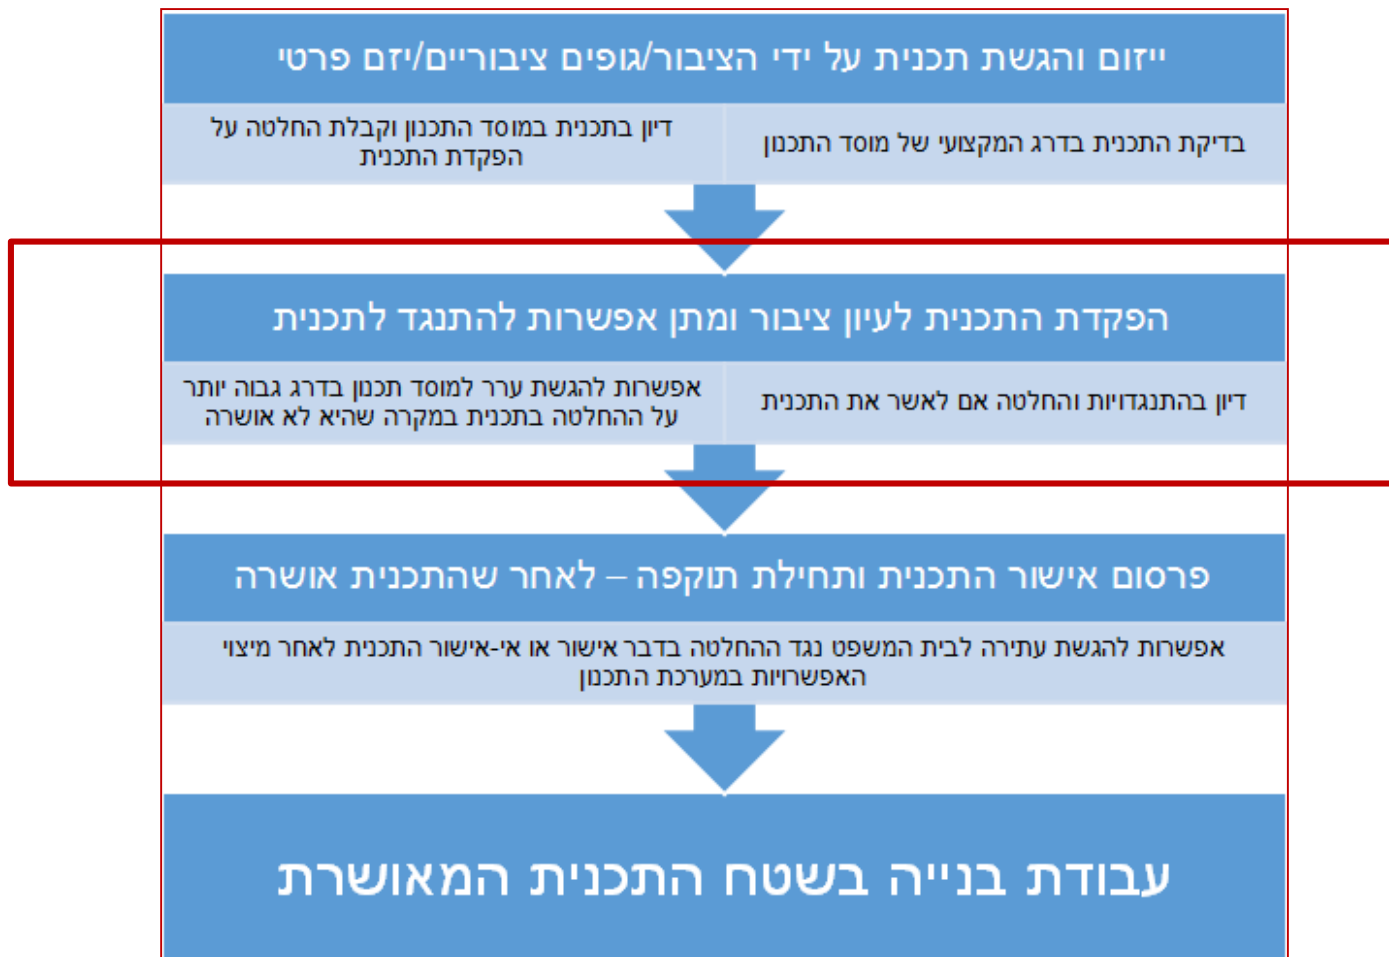 ייזום והגשת תכנית על ידי הציבור/גופים ציבוריים/יזם פרטי
בדיקת התכנית בדרג המקצועי של מוסד התכנון
דיון בתכנית במוסד התכנון וקבלת החלטה על
הפקדת התכנית
הפקדת התכנית לעיון ציבור ומתן אפשרות להתנגד לתכנית
דיון בהתנגדויות והחלטה אם לאשר את התכנית
אפשרות להגשת ערר למוסד תכנון בדרג גבוה יותר
על ההחלטה בתכנית במקרה שהיא לא אושרה
פרסום אישור התכנית ותחילת תוקפה – לאחר שהתכנית אושרה
אפשרות להגשת עתירה לבית המשפט נגד ההחלטה בדבר אישור או אי-אישור התכנית לאחר מיצוי
האפשרויות במערכת התכנון
עבודת בנייה בשטח התכנית המאושרת